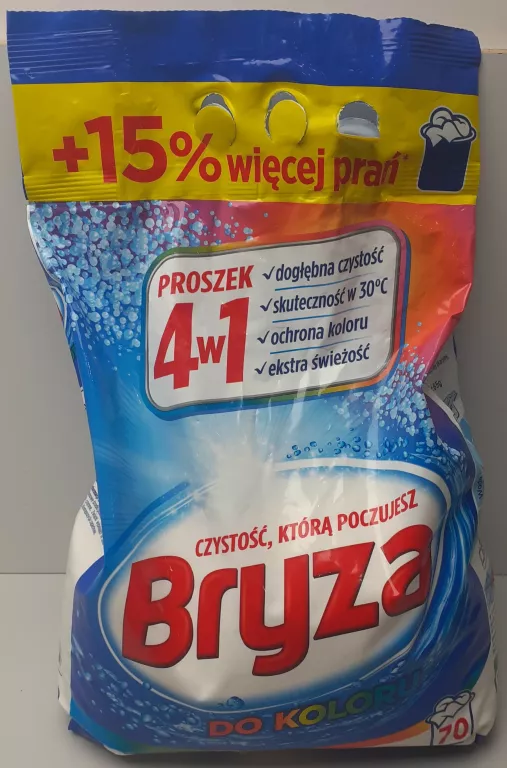 +15% więcej prań*
PROSZEK
4w1
✓dogłębna czystość
✓skuteczność w 30°C
✓ochrona koloru
✓ekstra świeżość
CZYSTOŚĆ, KTÓRĄ POCZUJESZ
Bryza
DO KOLORU
70